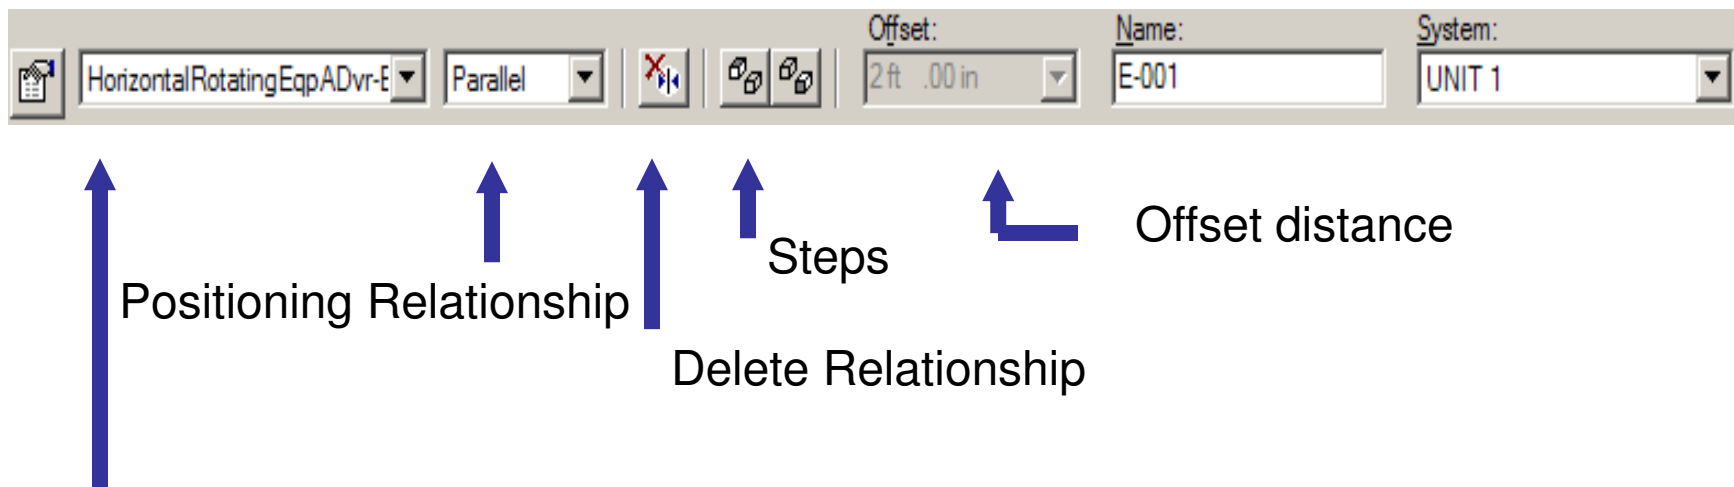 Offset: Name: System:
HorizontalRotatingEqpADvr-E Parallel 2 ft .00 in E-001 UNIT 1
Offset distance
Steps
Positioning Relationship
Delete Relationship